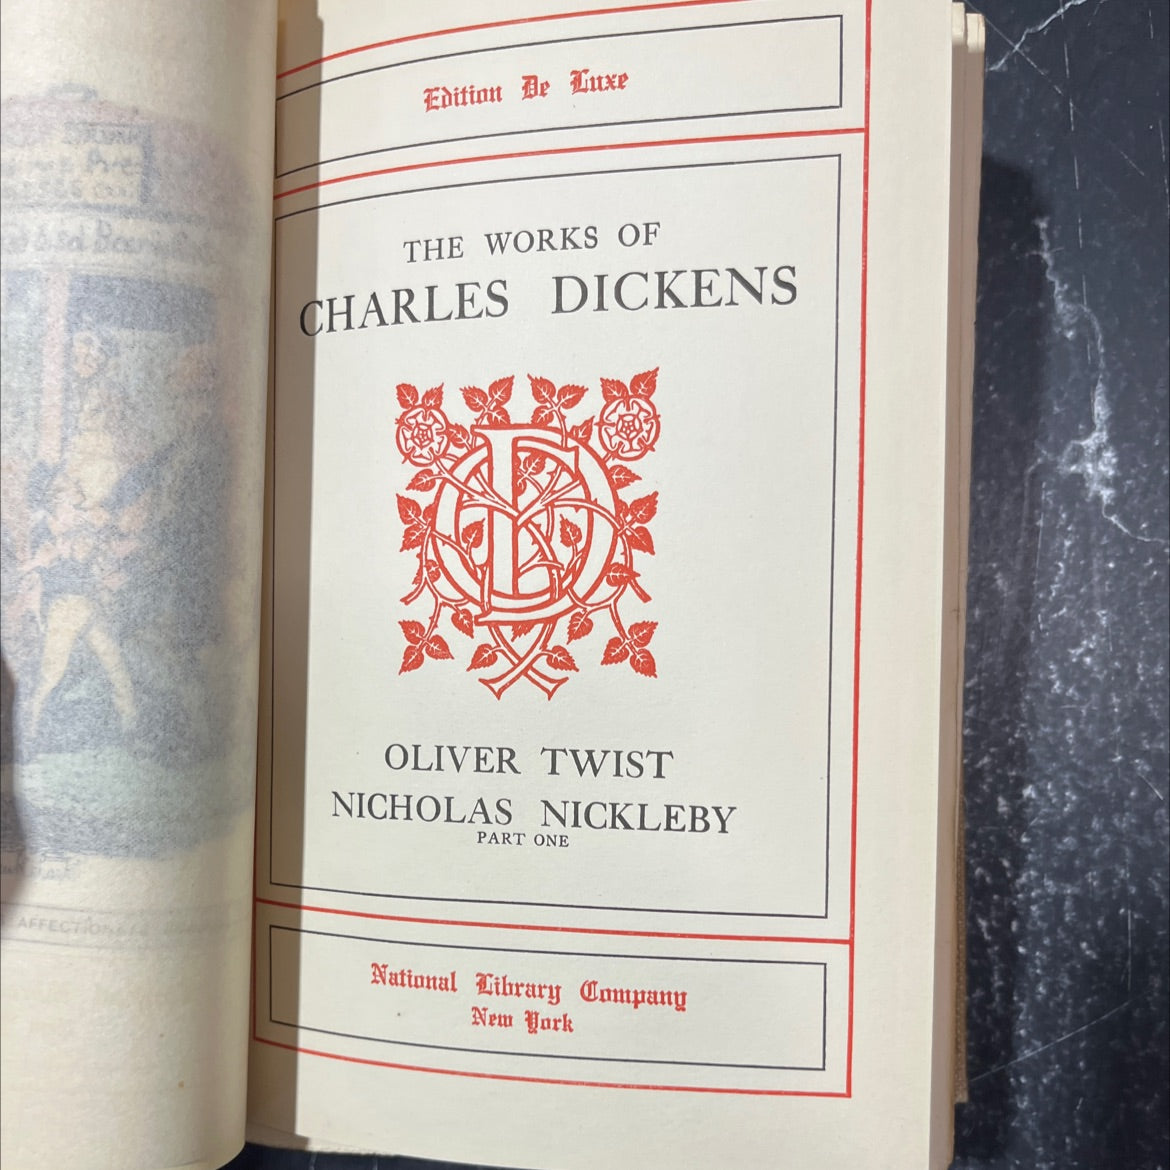 Edition De Luxe
THE WORKS OF
CHARLES DICKENS
OLIVER TWIST
NICHOLAS NICKLEBY
PART ONE
National Library Company
New York
AFFECTIONATE